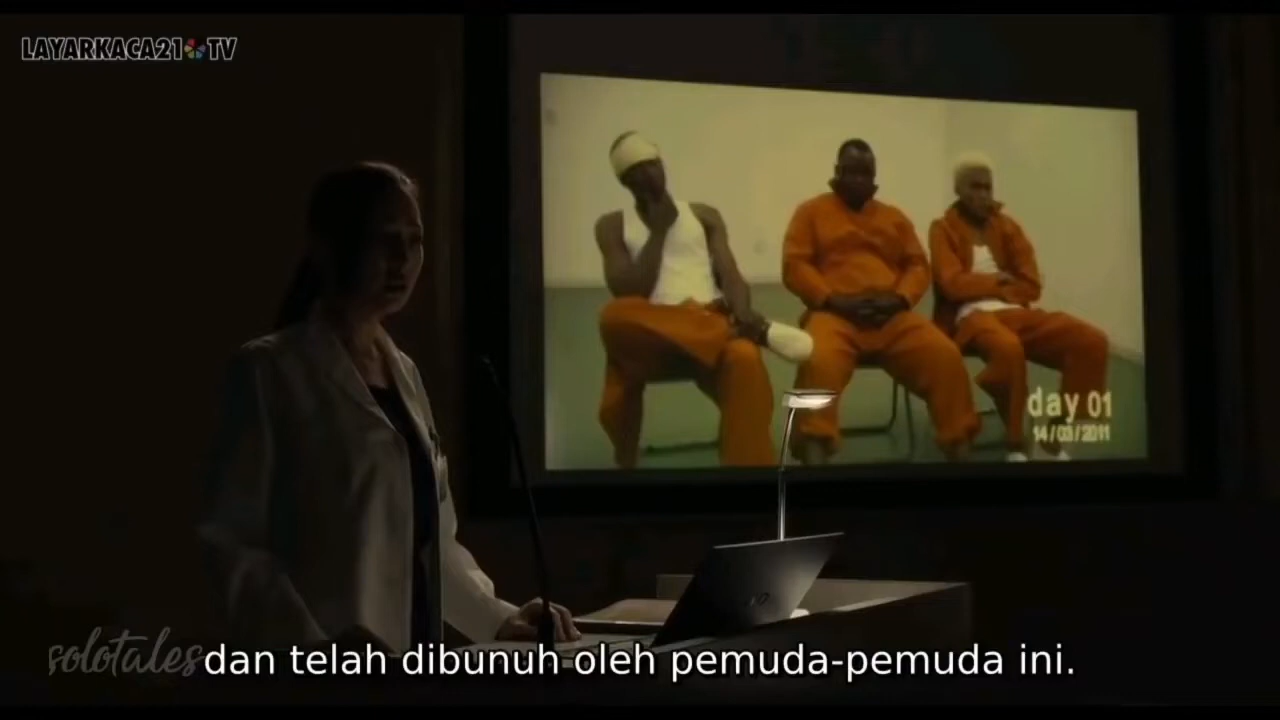 LAYARKACA21 TV
day 01
14/03/2011
solotales
dan telah dibunuh oleh pemuda-pemuda ini.